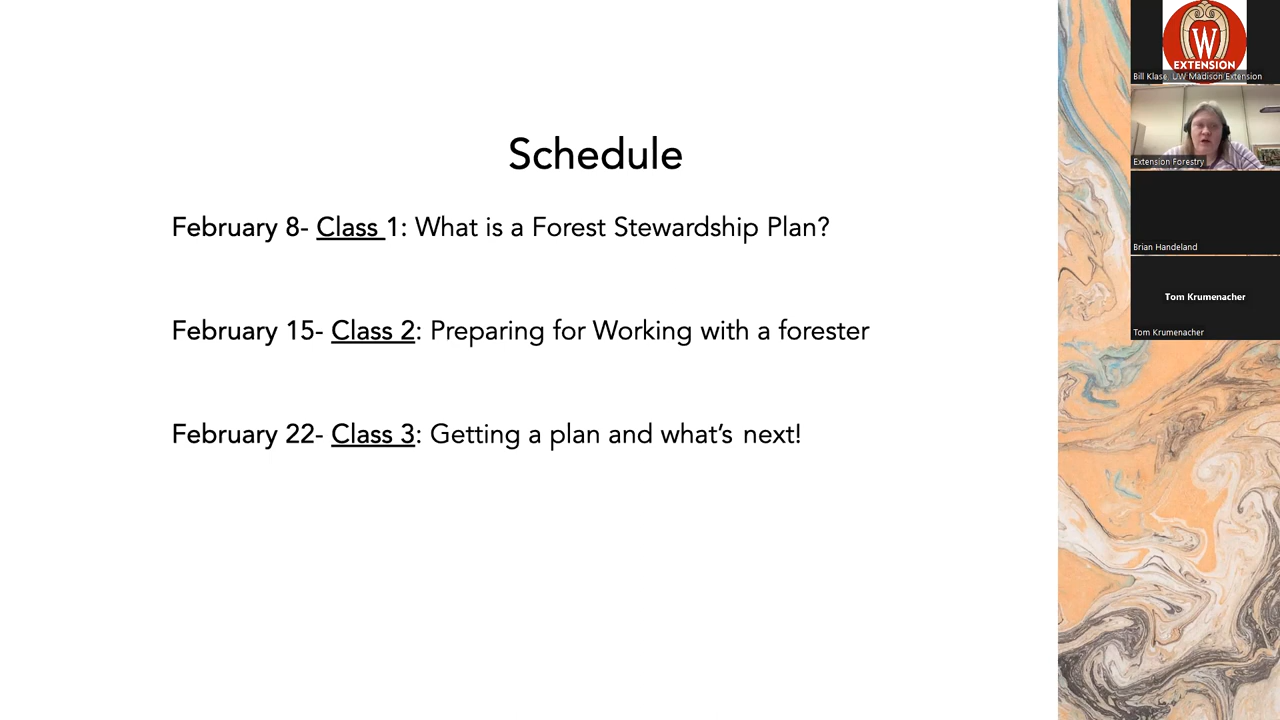 Schedule
February 8- Class 1: What is a Forest Stewardship Plan?
February 15- Class 2: Preparing for Working with a forester
February 22- Class 3: Getting a plan and what’s next!
W
EXTENSION
Bill Klase, UW Madison Extension
Extension Forestry
Brian Handeland
Tom Krumenacher
Tom Krumenacher